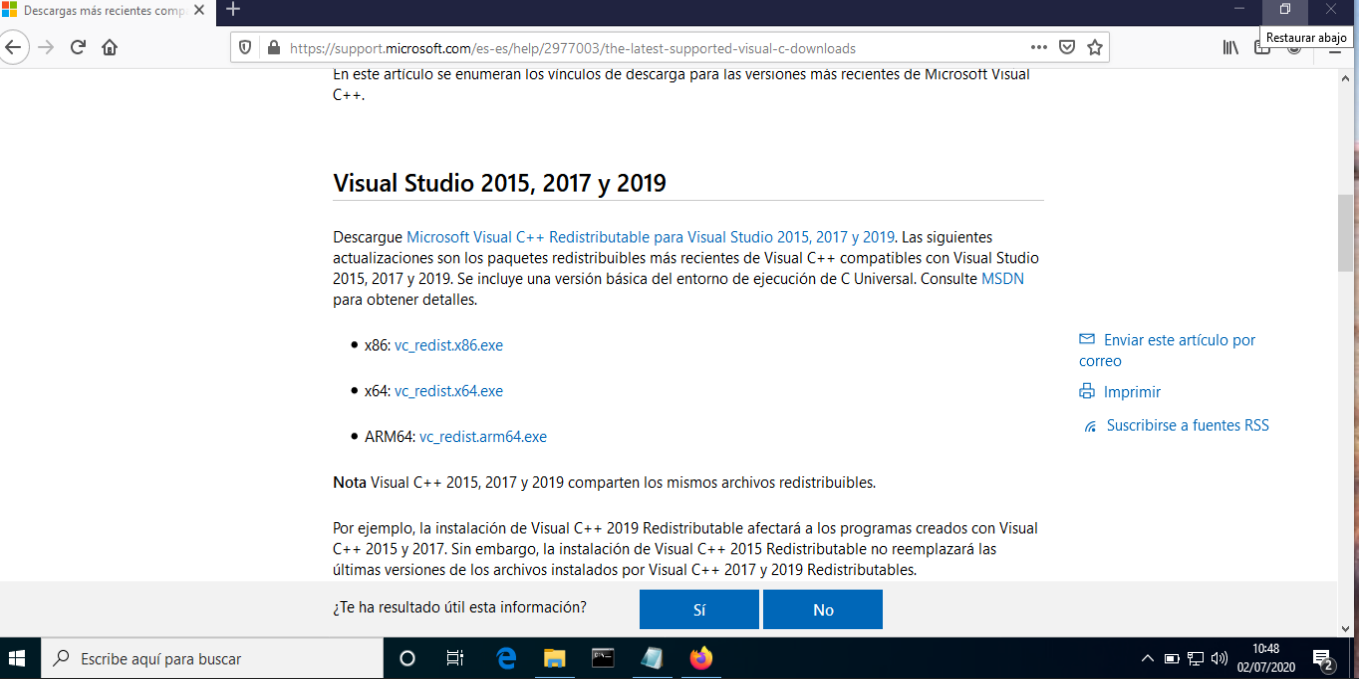 Descargas más recientes comp
Restaurar abajo
https://support.microsoft.com/es-es/help/2977003/the-latest-supported-visual-c-downloads
En este artículo se enumeran los vínculos de descarga para las versiones más recientes de Microsoft Visual
C++.
Visual Studio 2015, 2017 y 2019
Descargue Microsoft Visual C++ Redistributable para Visual Studio 2015, 2017 y 2019. Las siguientes
actualizaciones son los paquetes redistribuibles más recientes de Visual C++ compatibles con Visual Studio
2015, 2017 y 2019. Se incluye una versión básica del entorno de ejecución de C Universal. Consulte MSDN
para obtener detalles.
• x86: vc_redist.x86.exe
• x64: vc_redist.x64.exe
• ARM64: vc_redist.arm64.exe
Enviar este artículo por
correo
Imprimir
Suscribirse a fuentes RSS
Nota Visual C++ 2015, 2017 y 2019 comparten los mismos archivos redistribuibles.
Por ejemplo, la instalación de Visual C++ 2019 Redistributable afectará a los programas creados con Visual
C++ 2015 y 2017. Sin embargo, la instalación de Visual C++ 2015 Redistributable no reemplazará las
últimas versiones de los archivos instalados por Visual C++ 2017 y 2019 Redistributables.
¿Te ha resultado útil esta información?
Sí
No
Escribe aquí para buscar
10:48
02/07/2020
2